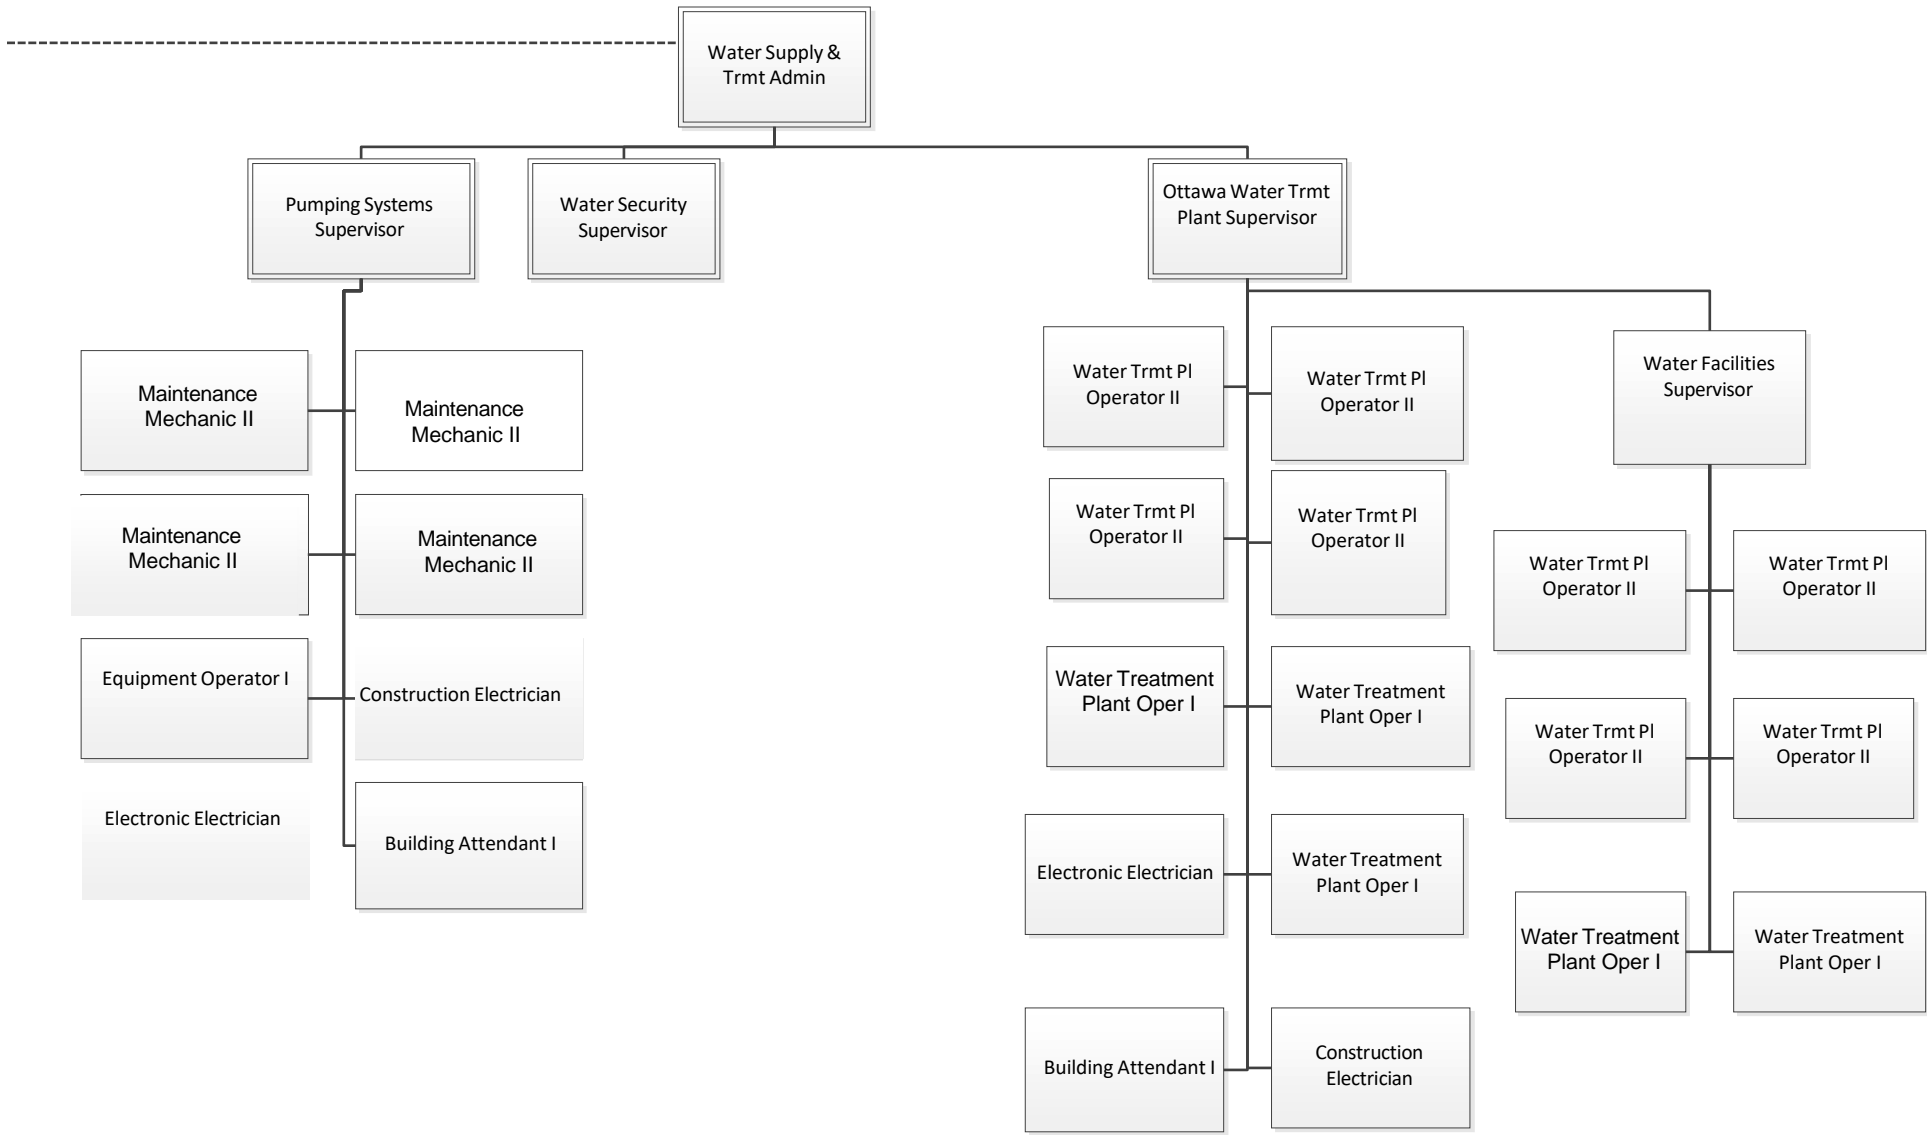 Water Supply &
Trmt Admin
Pumping Systems
Supervisor
Water Security
Supervisor
Ottawa Water Trmt
Plant Supervisor
Maintenance
Mechanic II
Maintenance
Mechanic II
Maintenance
Mechanic II
Maintenance
Mechanic II
Equipment Operator I
Construction Electrician
Electronic Electrician
Building Attendant I
Water Trmt Pl
Operator II
Water Trmt Pl
Operator II
Water Trmt Pl
Operator II
Water Trmt Pl
Operator II
Water Treatment
Plant Oper I
Water Treatment
Plant Oper I
Electronic Electrician
Water Treatment
Plant Oper I
Building Attendant I
Construction
Electrician
Water Facilities
Supervisor
Water Trmt Pl
Operator II
Water Trmt Pl
Operator II
Water Trmt Pl
Operator II
Water Trmt Pl
Operator II
Water Treatment
Plant Oper I
Water Treatment
Plant Oper I